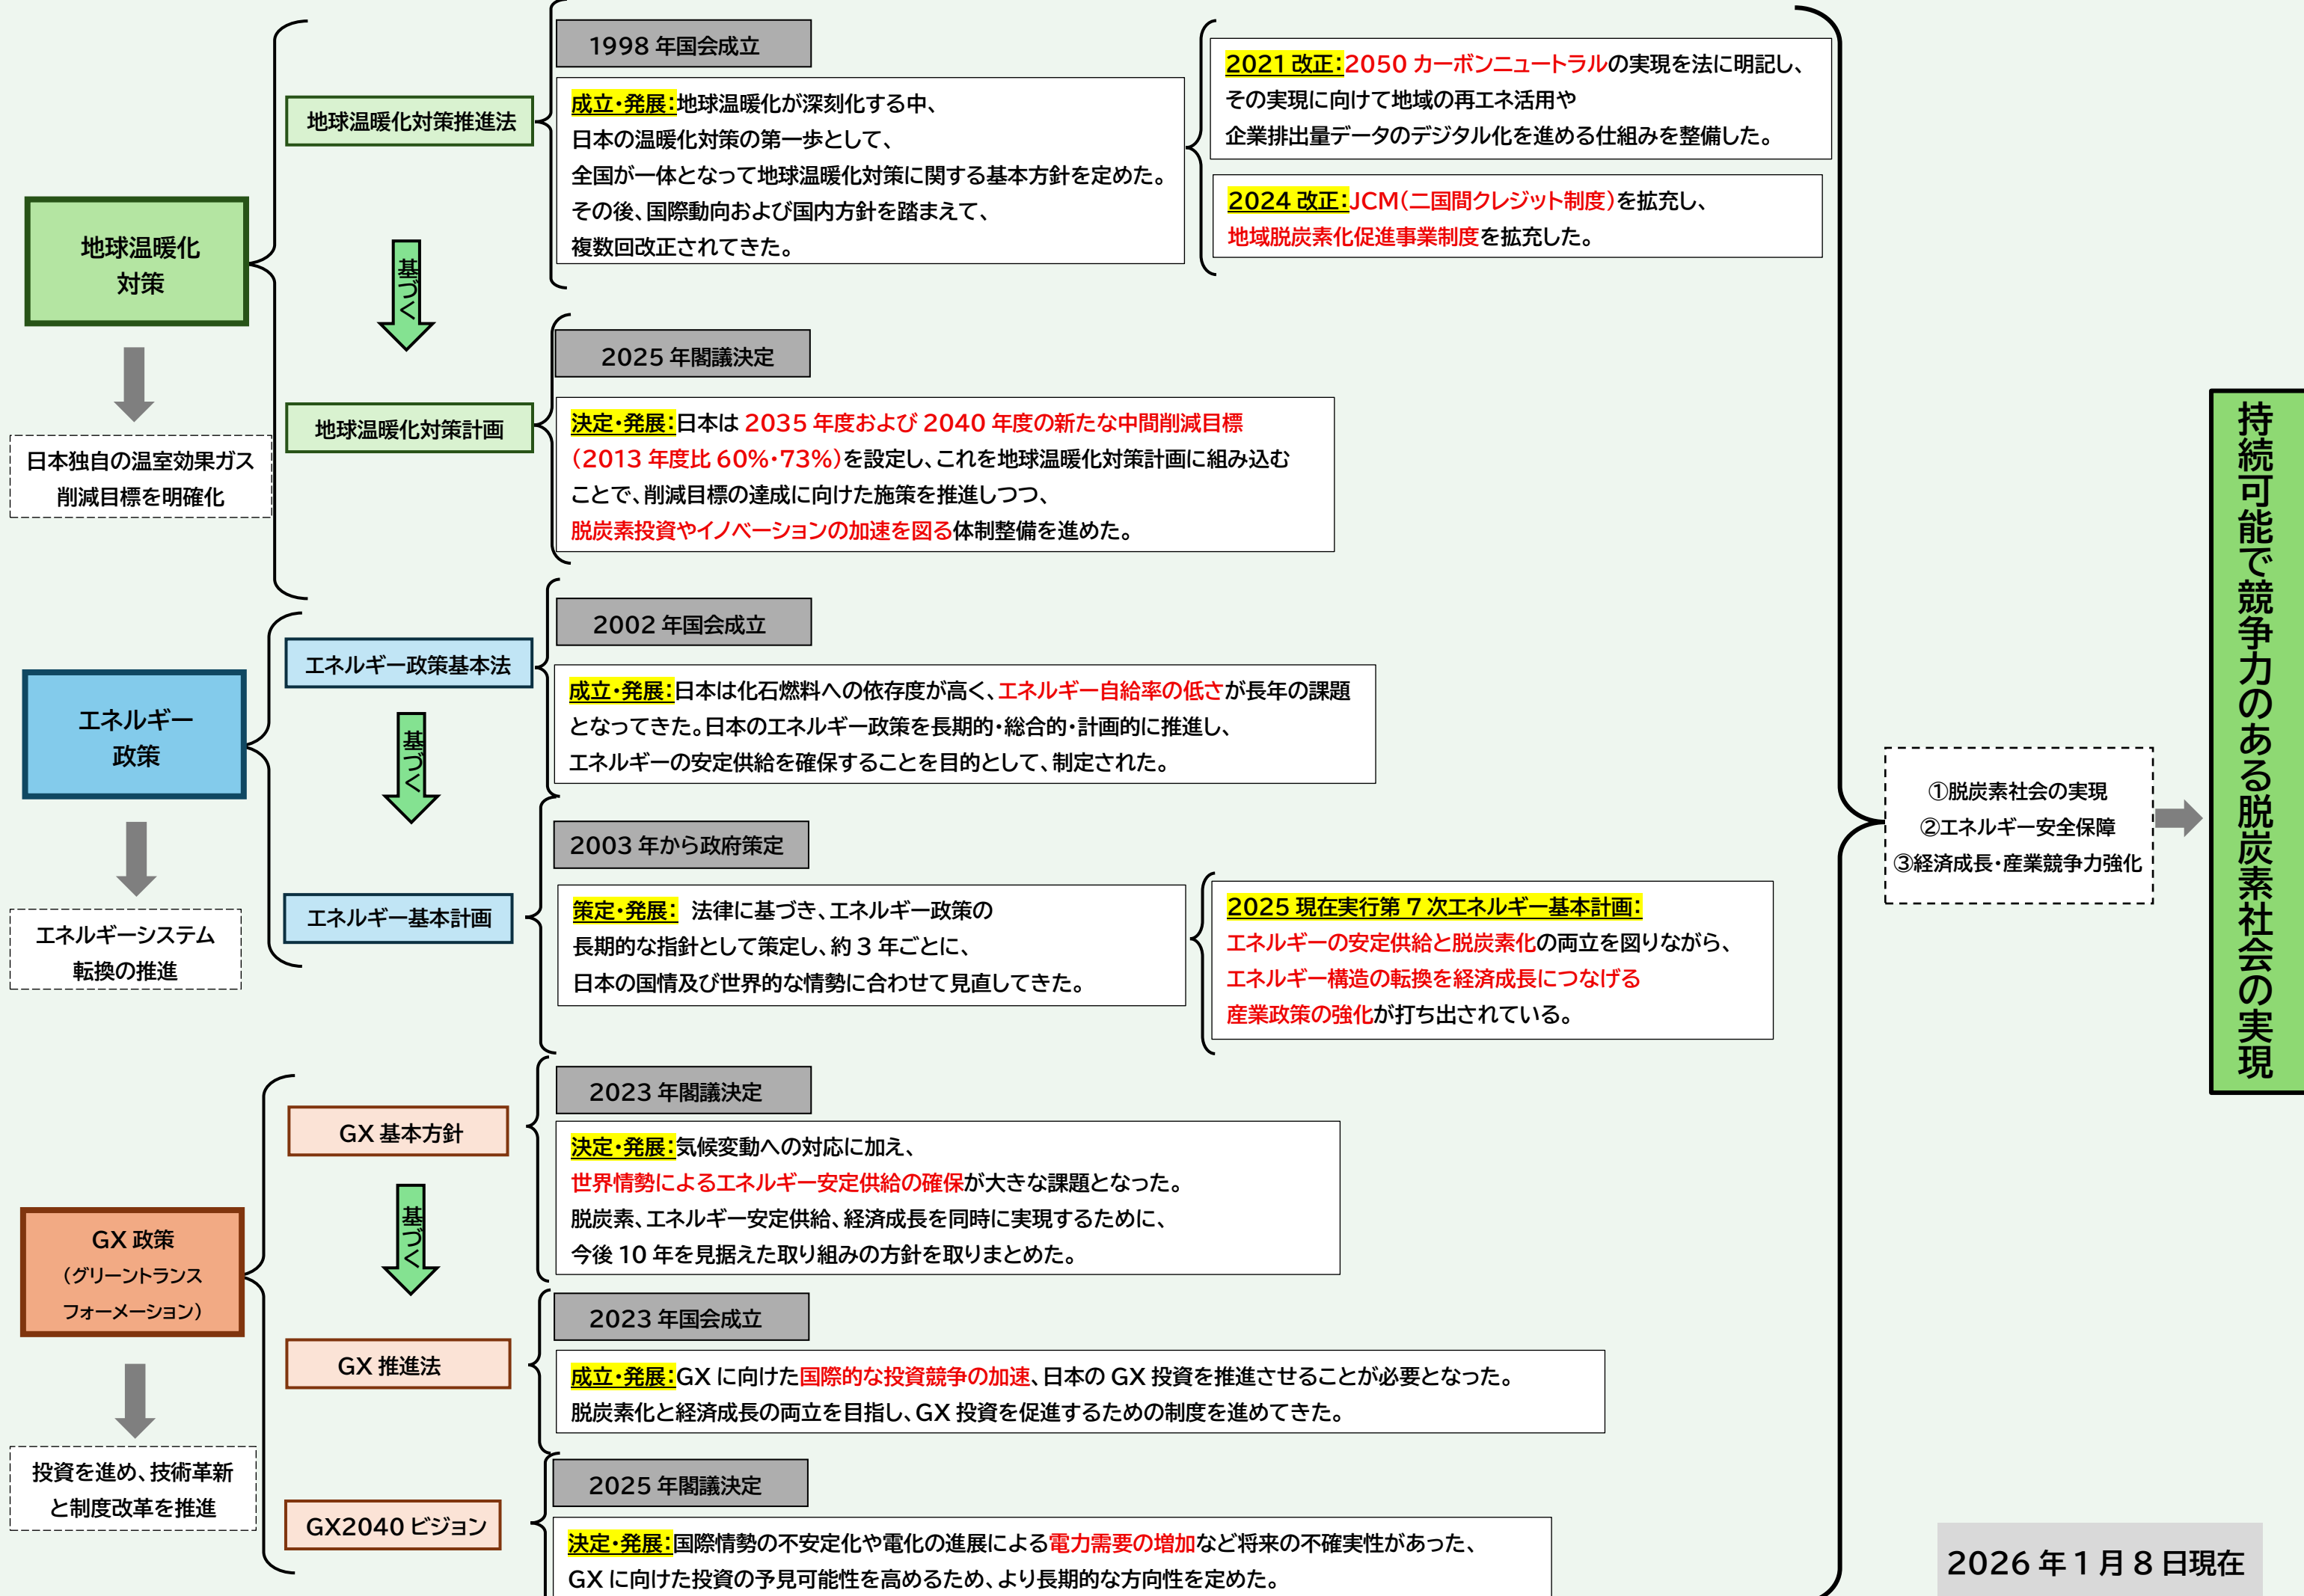 地球温暖化
対策
日本独自の温室効果ガス
削減目標を明確化
地球温暖化対策推進法
基づく
地球温暖化対策計画
1998 年国会成立
成立・発展：地球温暖化が深刻化する中、
日本の温暖化対策の第一歩として、
全国が一体となって地球温暖化対策に関する基本方針を定めた。
その後、国際動向および国内方針を踏まえて、
複数回改正されてきた。
2021 改正：2050 カーボンニュートラルの実現を法に明記し、
その実現に向けて地域の再エネ活用や
企業排出量データのデジタル化を進める仕組みを整備した。
2024 改正：JCM（二国間クレジット制度）を拡充し、
地域脱炭素化促進事業制度を拡充した。
2025 年閣議決定
決定・発展：日本は 2035 年度および 2040 年度の新たな中間削減目標
（2013 年度比 60%・73%）を設定し、これを地球温暖化対策計画に組み込む
ことで、削減目標の達成に向けた施策を推進しつつ、
脱炭素投資やイノベーションの加速を図る体制整備を進めた。
エネルギー
政策
エネルギーシステム
転換の推進
エネルギー政策基本法
基づく
エネルギー基本計画
2002 年国会成立
成立・発展：日本は化石燃料への依存度が高く、エネルギー自給率の低さが長年の課題
となってきた。日本のエネルギー政策を長期的・総合的・計画的に推進し、
エネルギーの安定供給を確保することを目的として、制定された。
2003 年から政府策定
策定・発展： 法律に基づき、エネルギー政策の
長期的な指針として策定し、約 3 年ごとに、
日本の国情及び世界的な情勢に合わせて見直してきた。
2025 現在実行第 7 次エネルギー基本計画：
エネルギーの安定供給と脱炭素化の両立を図りながら、
エネルギー構造の転換を経済成長につなげる
産業政策の強化が打ち出されている。
GX 政策
（グリーントランス
フォーメーション）
投資を進め、技術革新
と制度改革を推進
GX 基本方針
基づく
GX 推進法
GX2040 ビジョン
2023 年閣議決定
決定・発展：気候変動への対応に加え、
世界情勢によるエネルギー安定供給の確保が大きな課題となった。
脱炭素、エネルギー安定供給、経済成長を同時に実現するために、
今後 10 年を見据えた取り組みの方針を取りまとめた。
2023 年国会成立
成立・発展：GX に向けた国際的な投資競争の加速、日本の GX 投資を推進させることが必要となった。
脱炭素化と経済成長の両立を目指し、GX 投資を促進するための制度を進めてきた。
2025 年閣議決定
決定・発展：国際情勢の不安定化や電化の進展による電力需要の増加など将来の不確実性があった、
GX に向けた投資の予見可能性を高めるため、より長期的な方向性を定めた。
①脱炭素社会の実現
②エネルギー安全保障
③経済成長・産業競争力強化
持続可能で競争力のある脱炭素社会の実現
2026 年 1 月 8 日現在